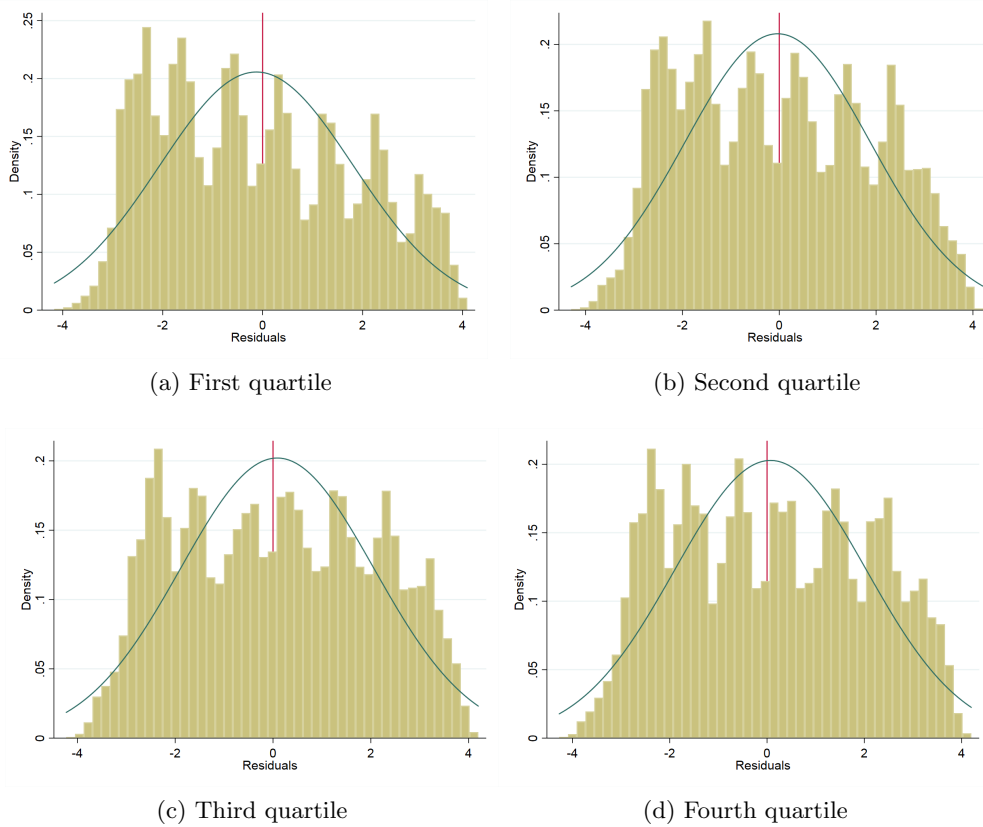 Density
.25
.2
.15
.1
.05
0
-4 -2 0 2 4
Residuals
(a) First quartile
Density
.2
.15
.1
.05
0
-4 -2 0 2 4
Residuals
(b) Second quartile
Density
.2
.15
.1
.05
0
-4 -2 0 2 4
Residuals
(c) Third quartile
Density
.2
.15
.1
.05
0
-4 -2 0 2 4
Residuals
(d) Fourth quartile